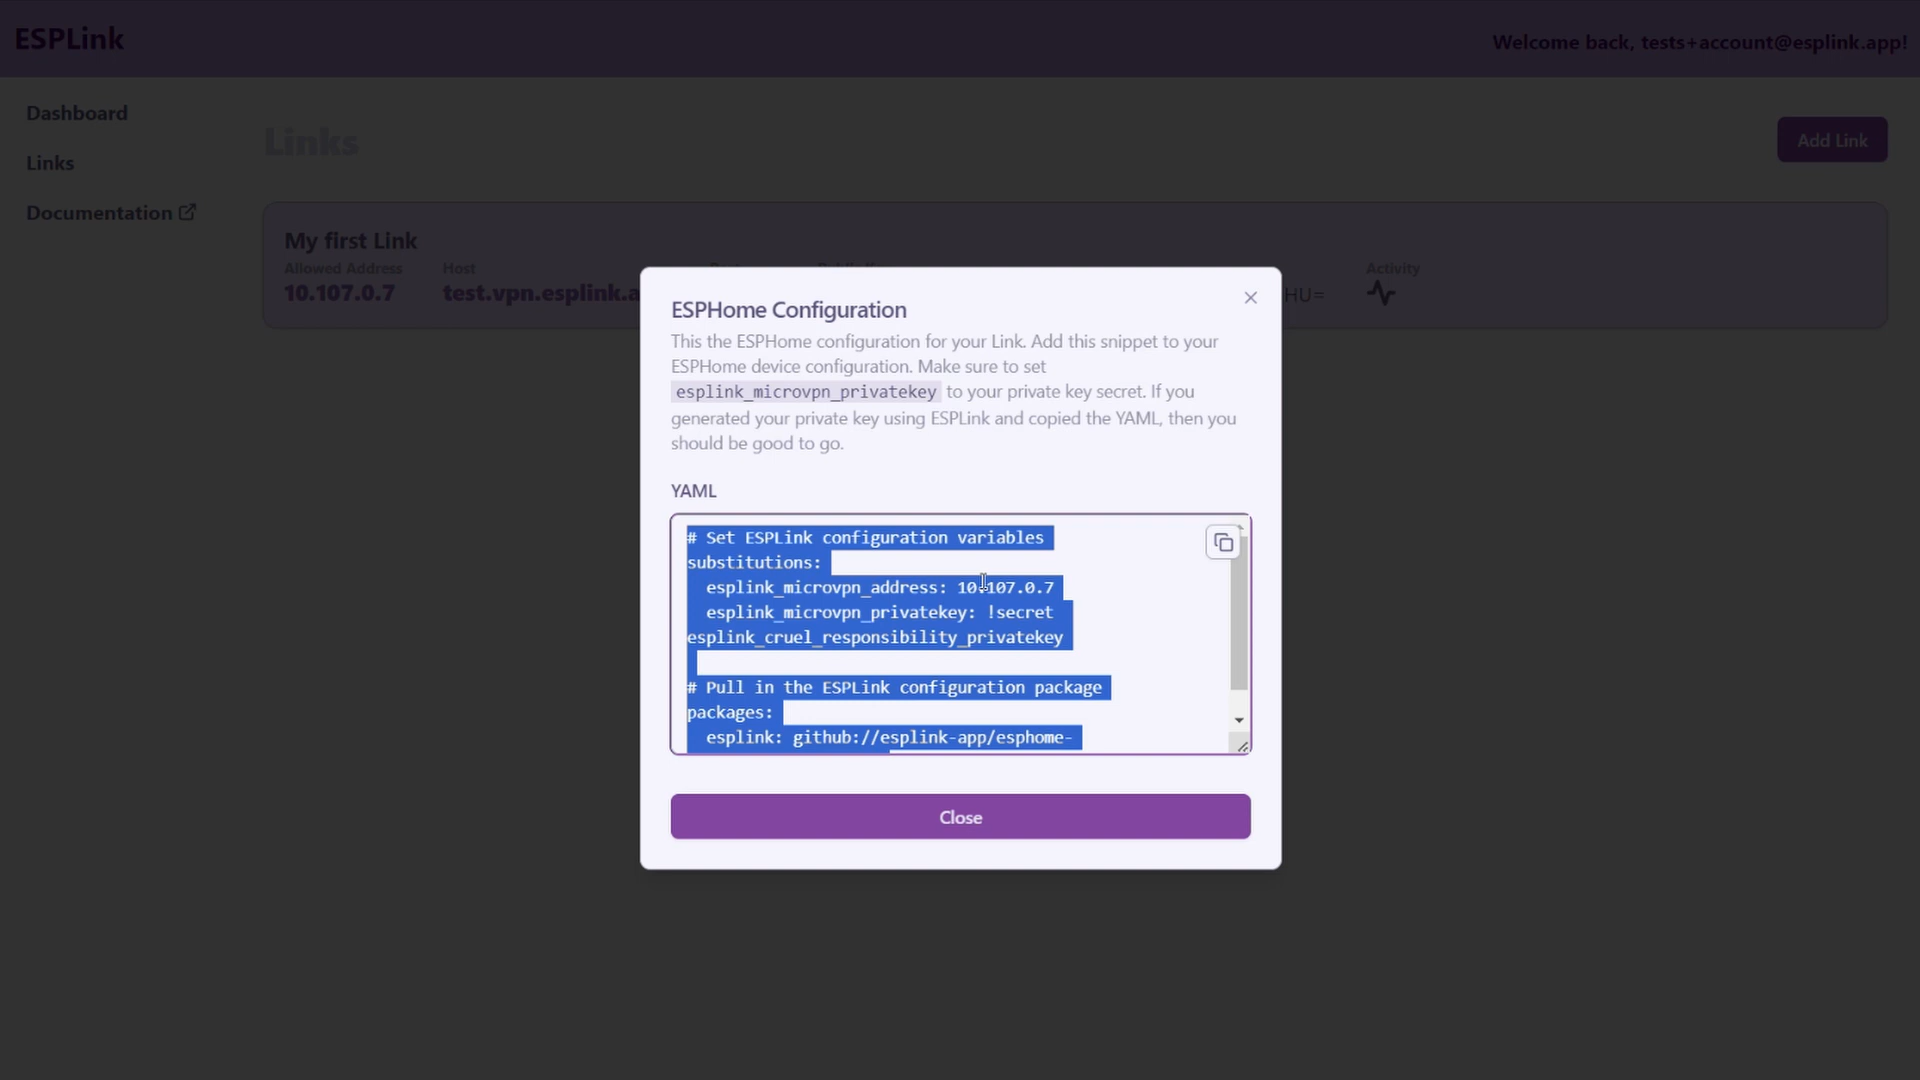 ESPLink
Welcome back, tests+account@esplink.app!
Dashboard
Links
Documentation
Links
Add Link
My first Link
Allowed Address
Host
Activity
10.107.0.7
test.vpn.esplink.a
HU=
ESPHome Configuration
This the ESPHome configuration for your Link. Add this snippet to your
ESPHome device configuration. Make sure to set
esplink_microvpn_privatekey to your private key secret. If you
generated your private key using ESPLink and copied the YAML, then you
should be good to go.
YAML
# Set ESPLink configuration variables
substitutions:
esplink_microvpn_address: 10.107.0.7
esplink_microvpn_privatekey: !secret
esplink_cruel_responsibility_privatekey
# Pull in the ESPLink configuration package
packages:
esplink: github://esplink-app/esphome-
Close